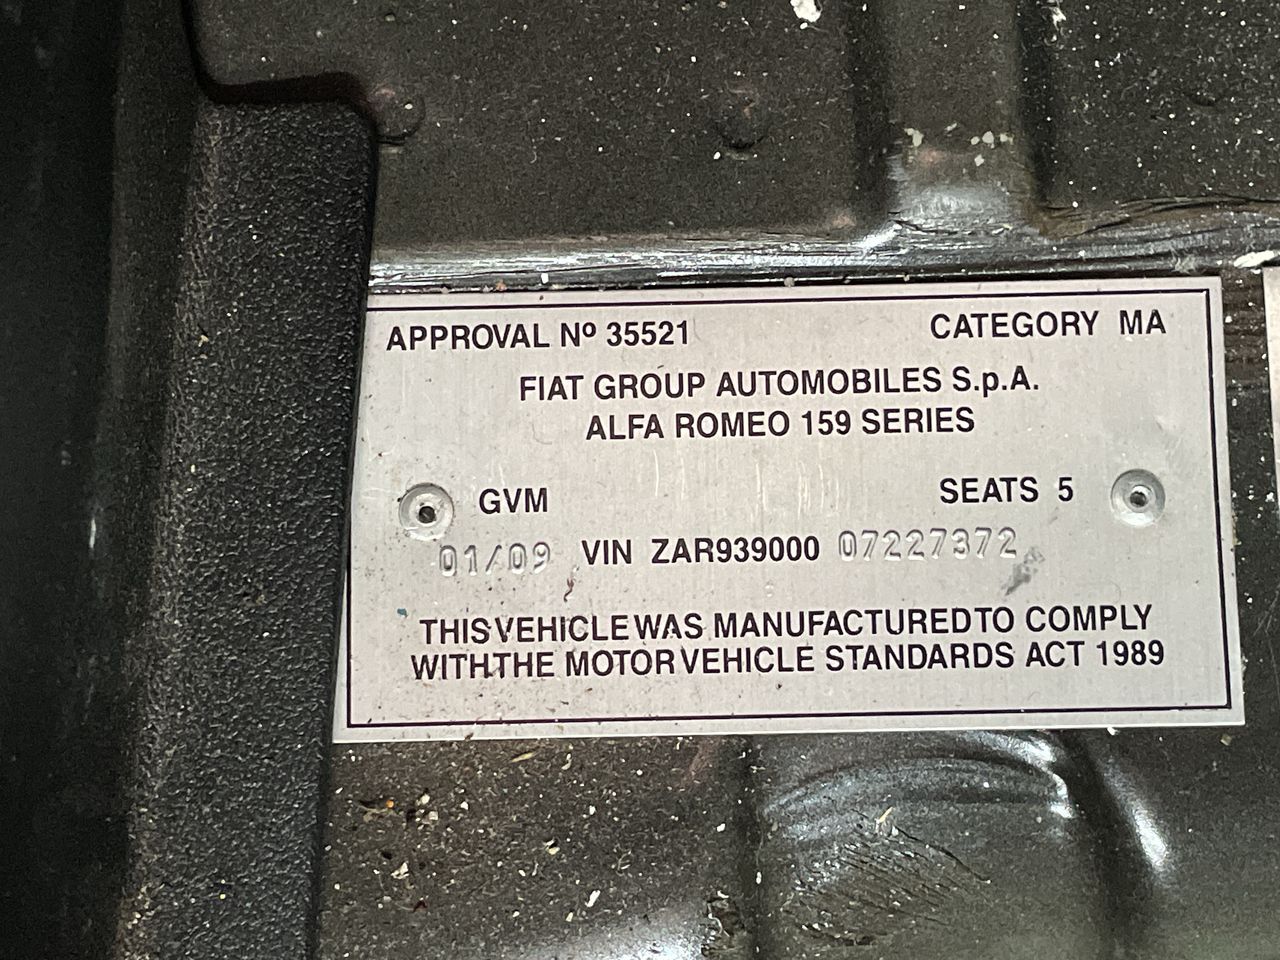 APPROVAL Nº 35521 CATEGORY MA
FIAT GROUP AUTOMOBILES S.p.A.
ALFA ROMEO 159 SERIES
GVM SEATS 5
01/09 VIN ZAR939000 07227372
THIS VEHICLE WAS MANUFACTURED TO COMPLY
WITH THE MOTOR VEHICLE STANDARDS ACT 1989